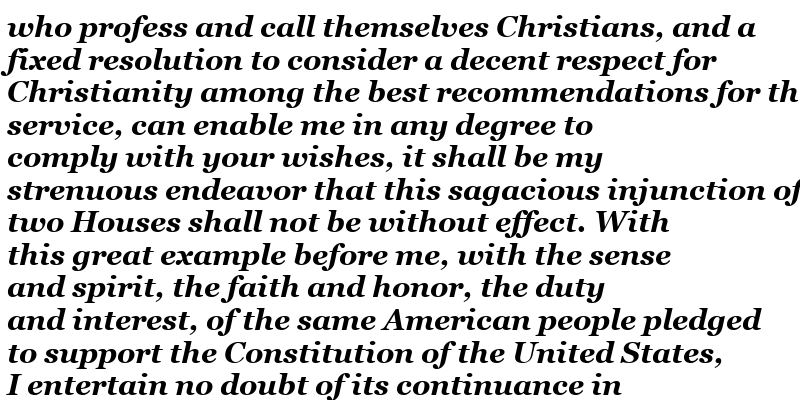 who profess and call themselves Christians, and a
fixed resolution to consider a decent respect for
Christianity among the best recommendations for th
service, can enable me in any degree to
comply with your wishes, it shall be my
strenuous endeavor that this sagacious injunction of
two Houses shall not be without effect. With
this great example before me, with the sense
and spirit, the faith and honor, the duty
and interest, of the same American people pledged
to support the Constitution of the United States,
I entertain no doubt of its continuance in